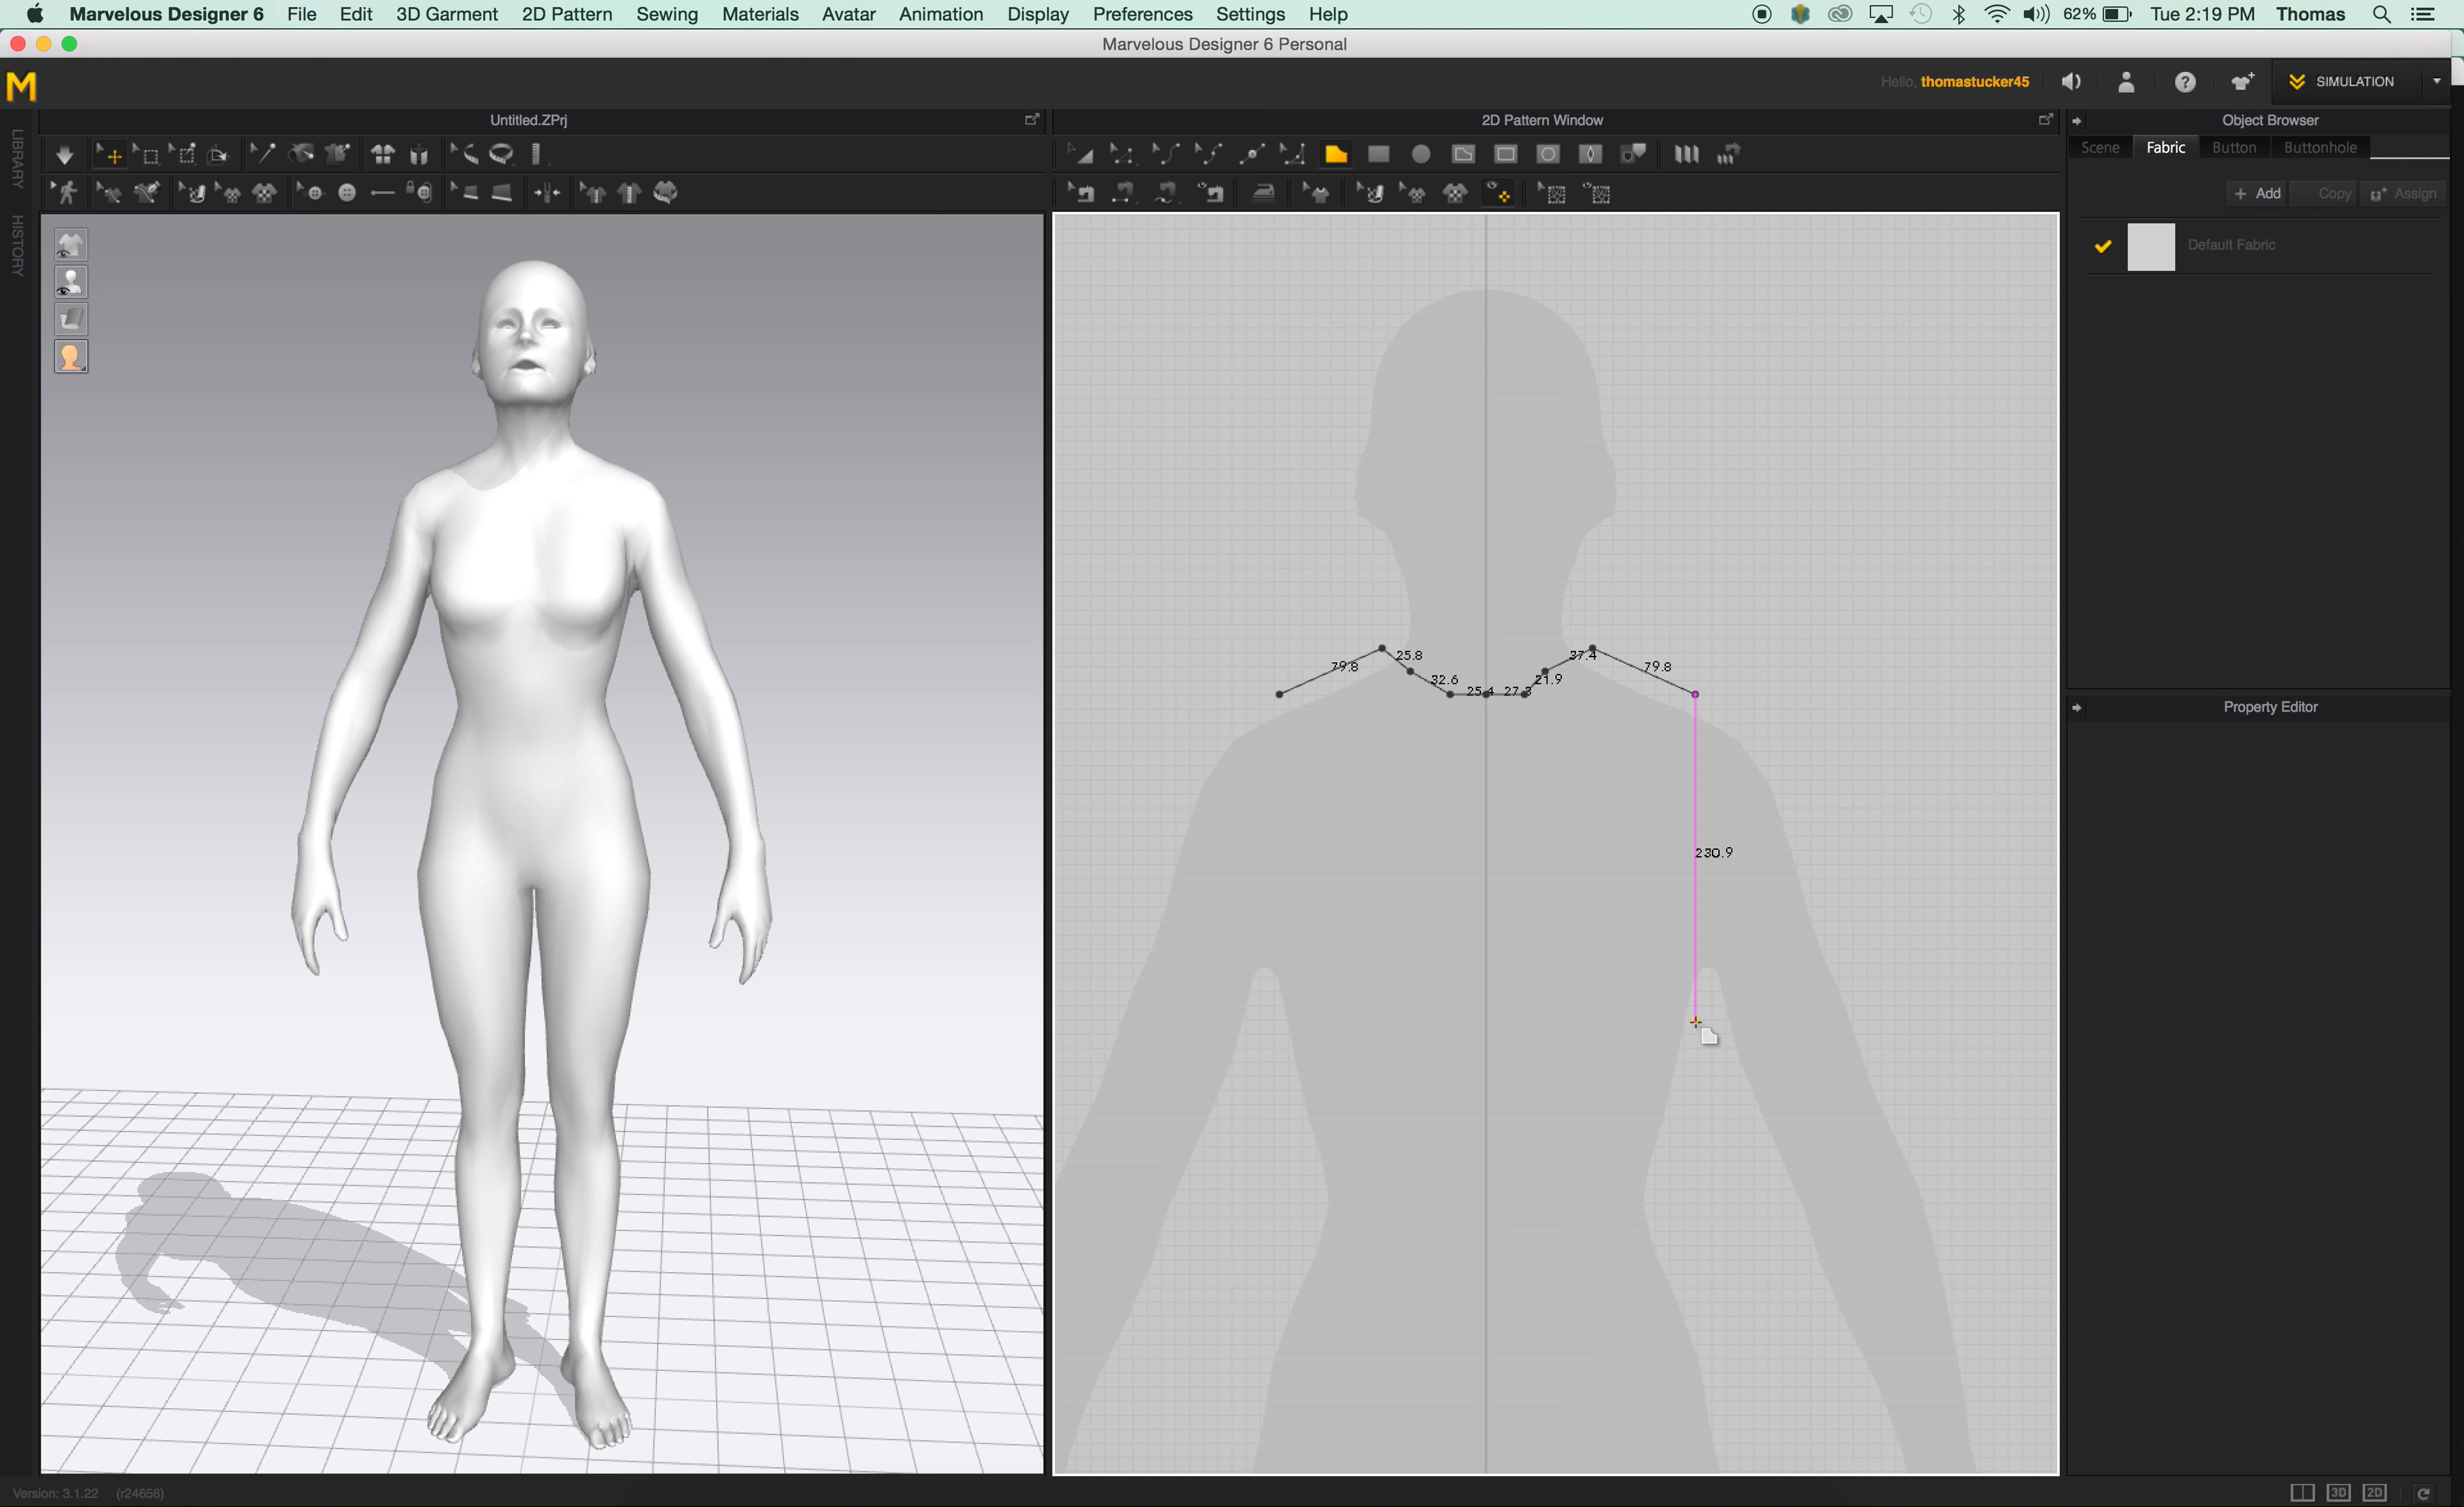 Marvelous Designer 6 File Edit 3D Garment 2D Pattern Sewing Materials Avatar Animation Display Preferences Settings Help 62% Tue 2:19 PM Thomas
Marvelous Designer 6 Personal
M Hello, thomastucker45 SIMULATION
Untitled.ZPrj 2D Pattern Window Object Browser
LIBRARY
HISTORY
Scene Fabric Button Buttonhole
+ Add Copy Assign
Default Fabric
79.8 25.8 32.6 25.4 27.3 21.9 37.4 79.8
230.9
Property Editor
Version: 3.1.22 (r24656)
3D 2D